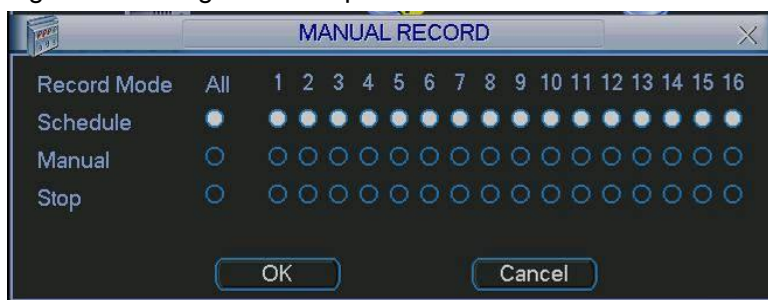 MANUAL RECORD
Record Mode All 1 2 3 4 5 6 7 8 9 10 11 12 13 14 15 16
Schedule
Manual
Stop
OK Cancel